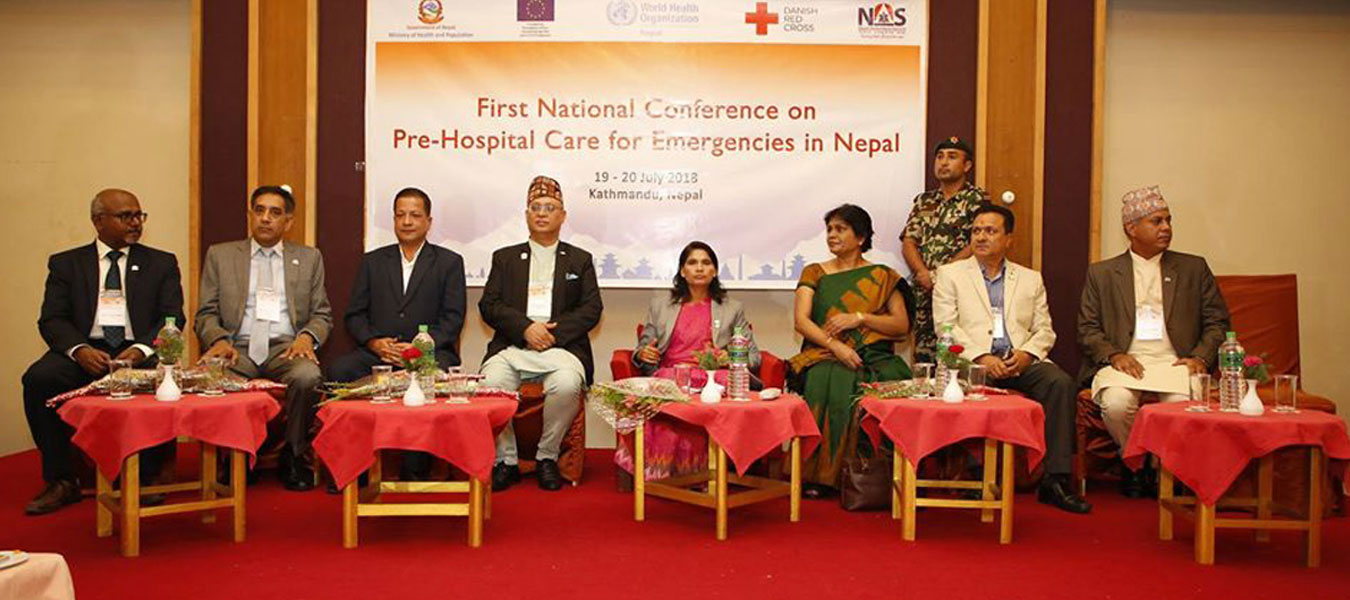 Government of Nepal
Ministry of Health and Population
World Health
Organization
Nepal
DANISH
RED
CROSS
NAS
First National Conference on
Pre-Hospital Care for Emergencies in Nepal
19 - 20 July 2018
Kathmandu, Nepal